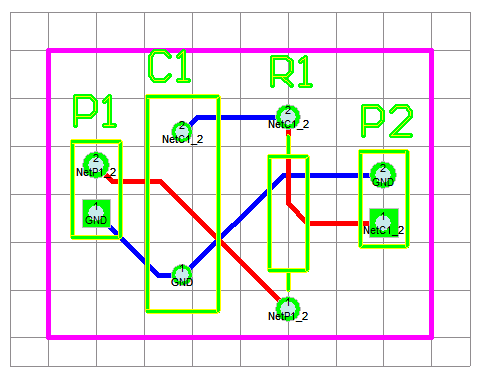 C1
R1
P1
P2
2
NetC1_2
2
NetC1_2
2
NetP1_2
2
GND
1
GND
1
NetC1_2
1
GND
1
NetP1_2